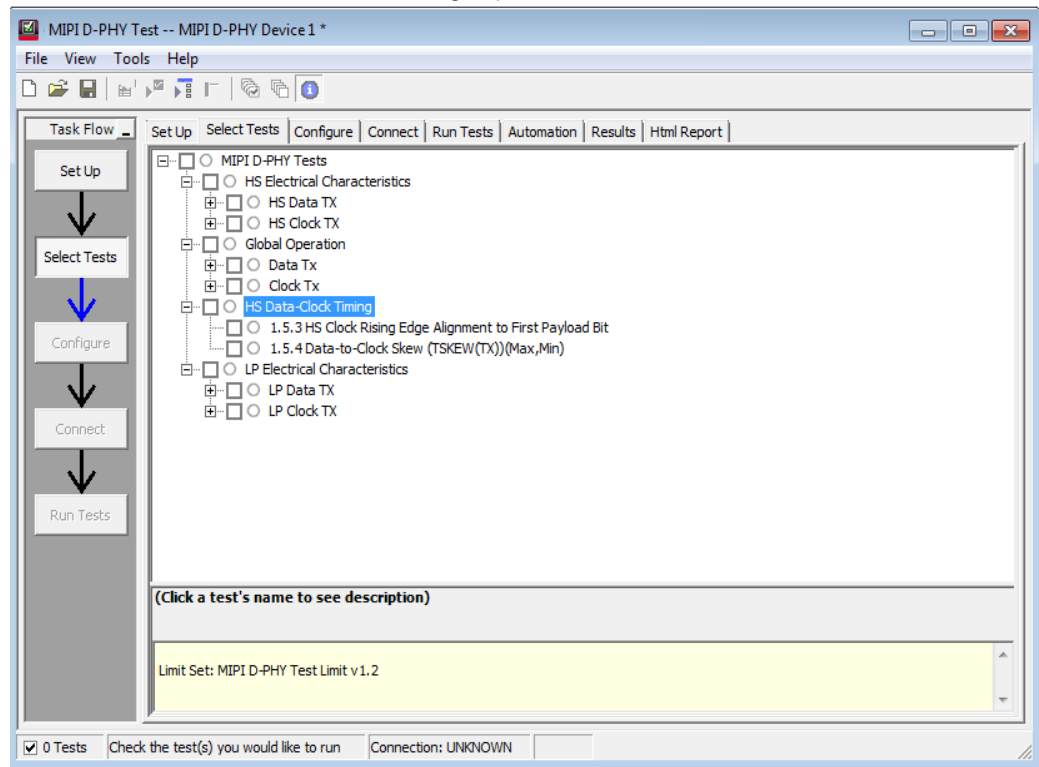 MIPI D-PHY Test -- MIPI D-PHY Device 1 *
File View Tools Help
Task Flow
Set Up Select Tests Configure Connect Run Tests Automation Results Html Report
Set Up
Select Tests
Configure
Connect
Run Tests
MIPI D-PHY Tests
HS Electrical Characteristics
HS Data TX
HS Clock TX
Global Operation
Data Tx
Clock Tx
HS Data-Clock Timing
1.5.3 HS Clock Rising Edge Alignment to First Payload Bit
1.5.4 Data-to-Clock Skew (TSKEW(TX))(Max,Min)
LP Electrical Characteristics
LP Data TX
LP Clock TX
(Click a test's name to see description)
Limit Set: MIPI D-PHY Test Limit v1.2
0 Tests Check the test(s) you would like to run Connection: UNKNOWN